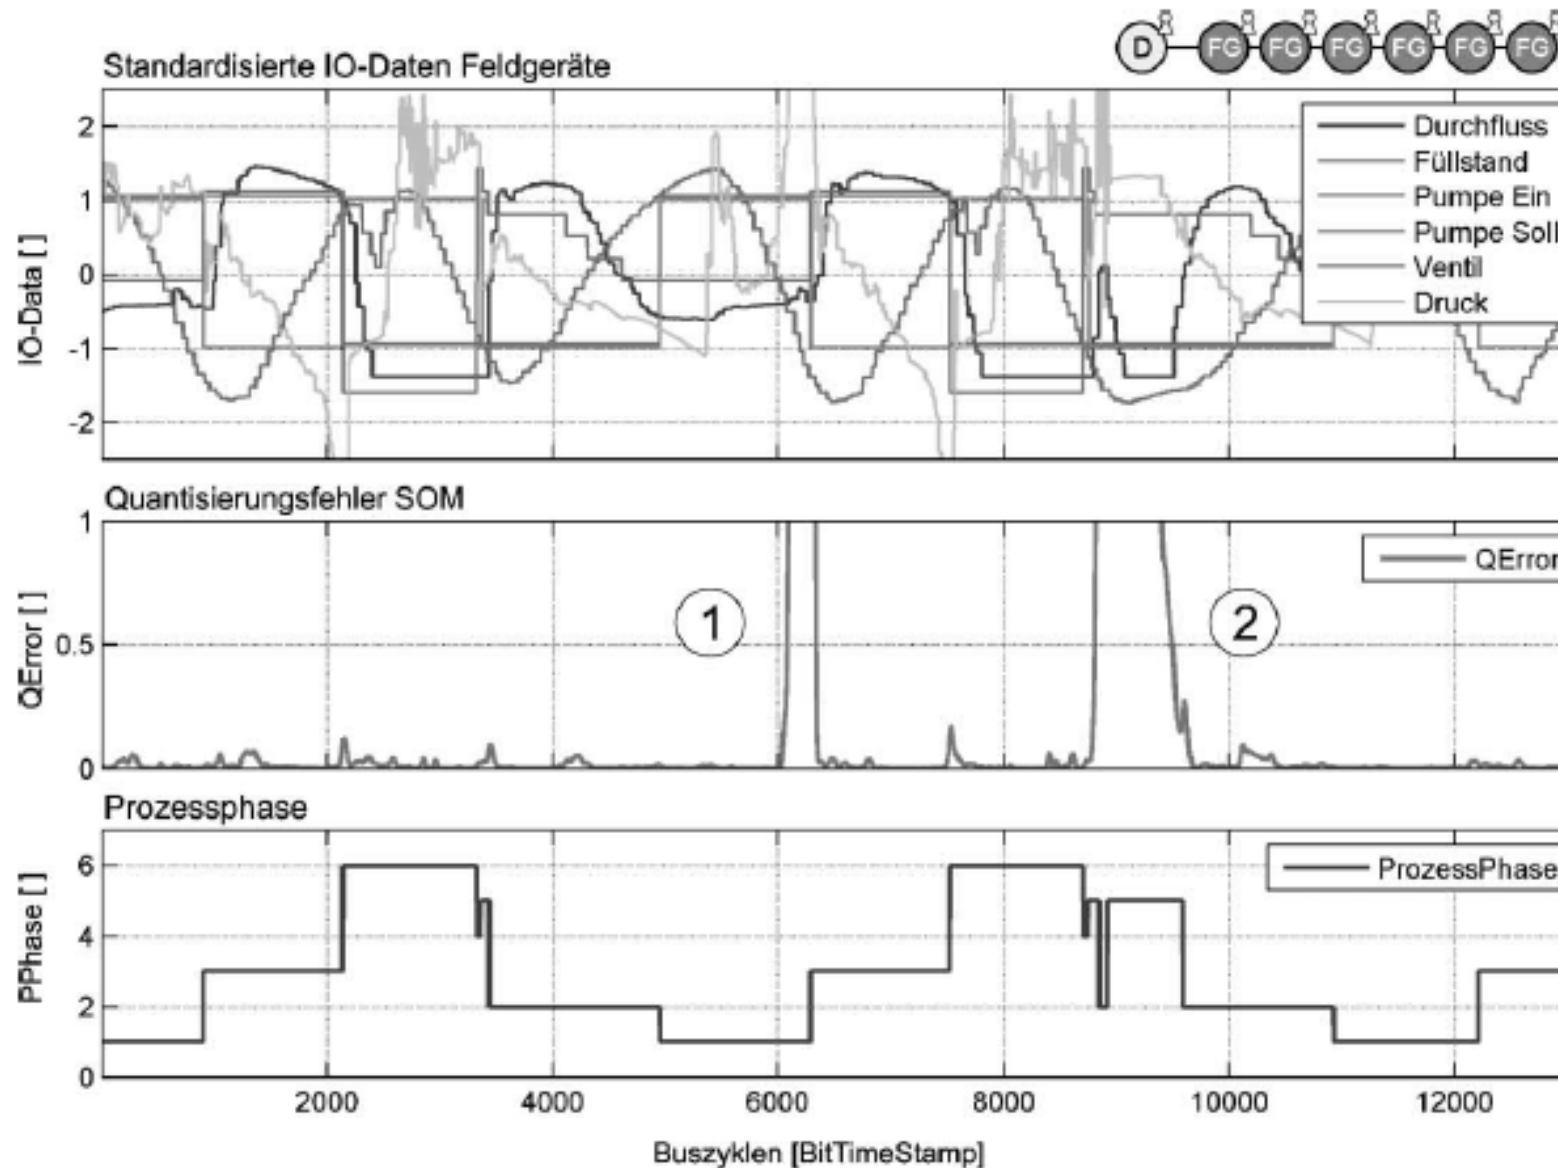 D FG FG FG FG FG FG
Standardisierte IO-Daten Feldgeräte
IO-Data [ ]
2
1
0
-1
-2
Durchfluss
Füllstand
Pumpe Ein
Pumpe Soll
Ventil
Druck
Quantisierungsfehler SOM
QError [ ]
1
0.5
0
1
2
QError
Prozessphase
PPhase [ ]
6
4
2
0
ProzessPhase
2000 4000 6000 8000 10000 12000
Buszyklen [BitTimeStamp]